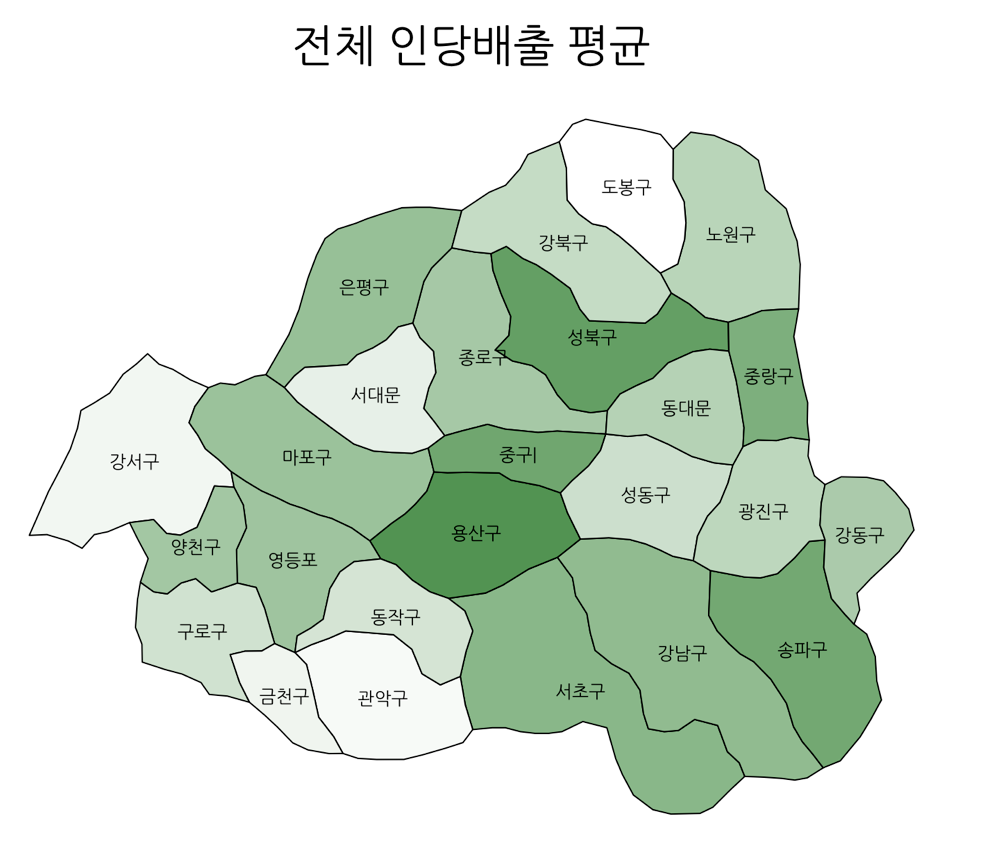 전체 인당배출 평균
도봉구
노원구
강북구
은평구
성북구
종로구
중랑구
서대문
동대문
마포구
중구|
강서구
성동구
광진구
용산구
강동구
양천구
영등포
동작구
구로구
송파구
강남구
서초구
금천구
관악구